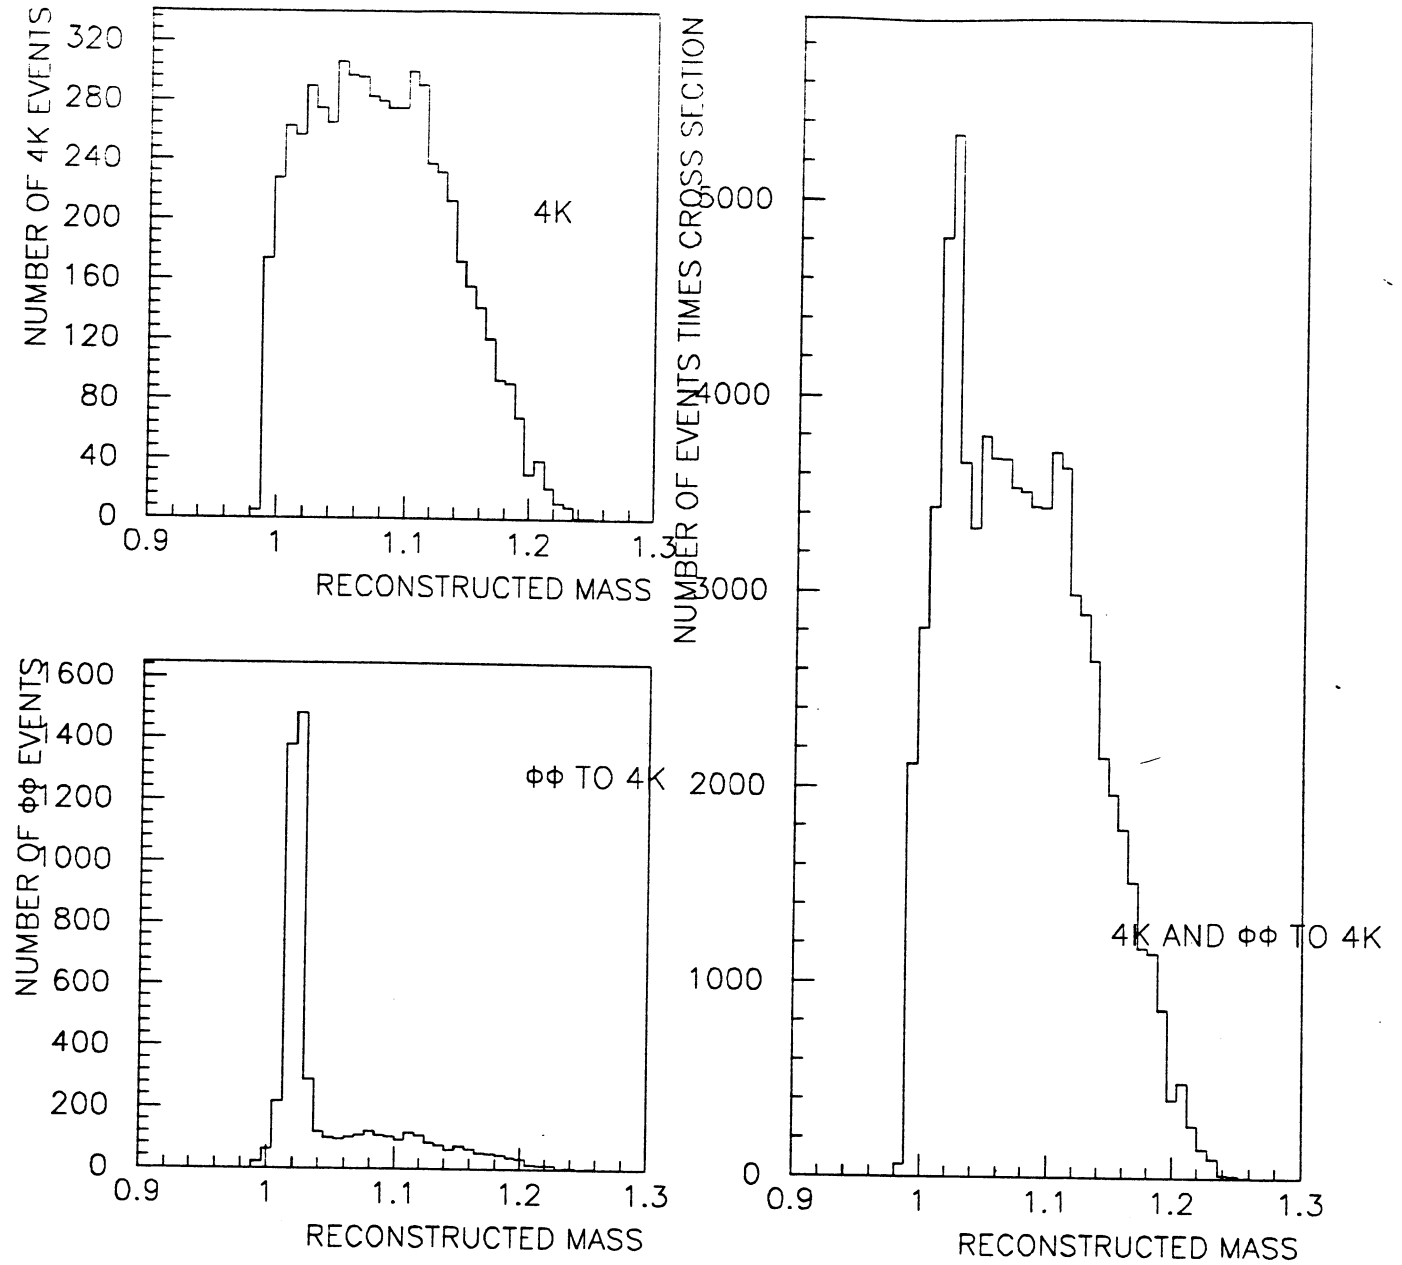 NUMBER OF 4K EVENTS
320
280
240
200
160
120
80
40
0
0.9 1 1.1 1.2 1.3
RECONSTRUCTED MASS
4K
NUMBER OF ΦΦ EVENTS
1600
1400
1200
1000
800
600
400
200
0
0.9 1 1.1 1.2 1.3
RECONSTRUCTED MASS
ΦΦ TO 4K
NUMBER OF EVENTS TIMES CROSS SECTION
5000
4000
3000
2000
1000
0
0.9 1 1.1 1.2 1.3
RECONSTRUCTED MASS
4K AND ΦΦ TO 4K